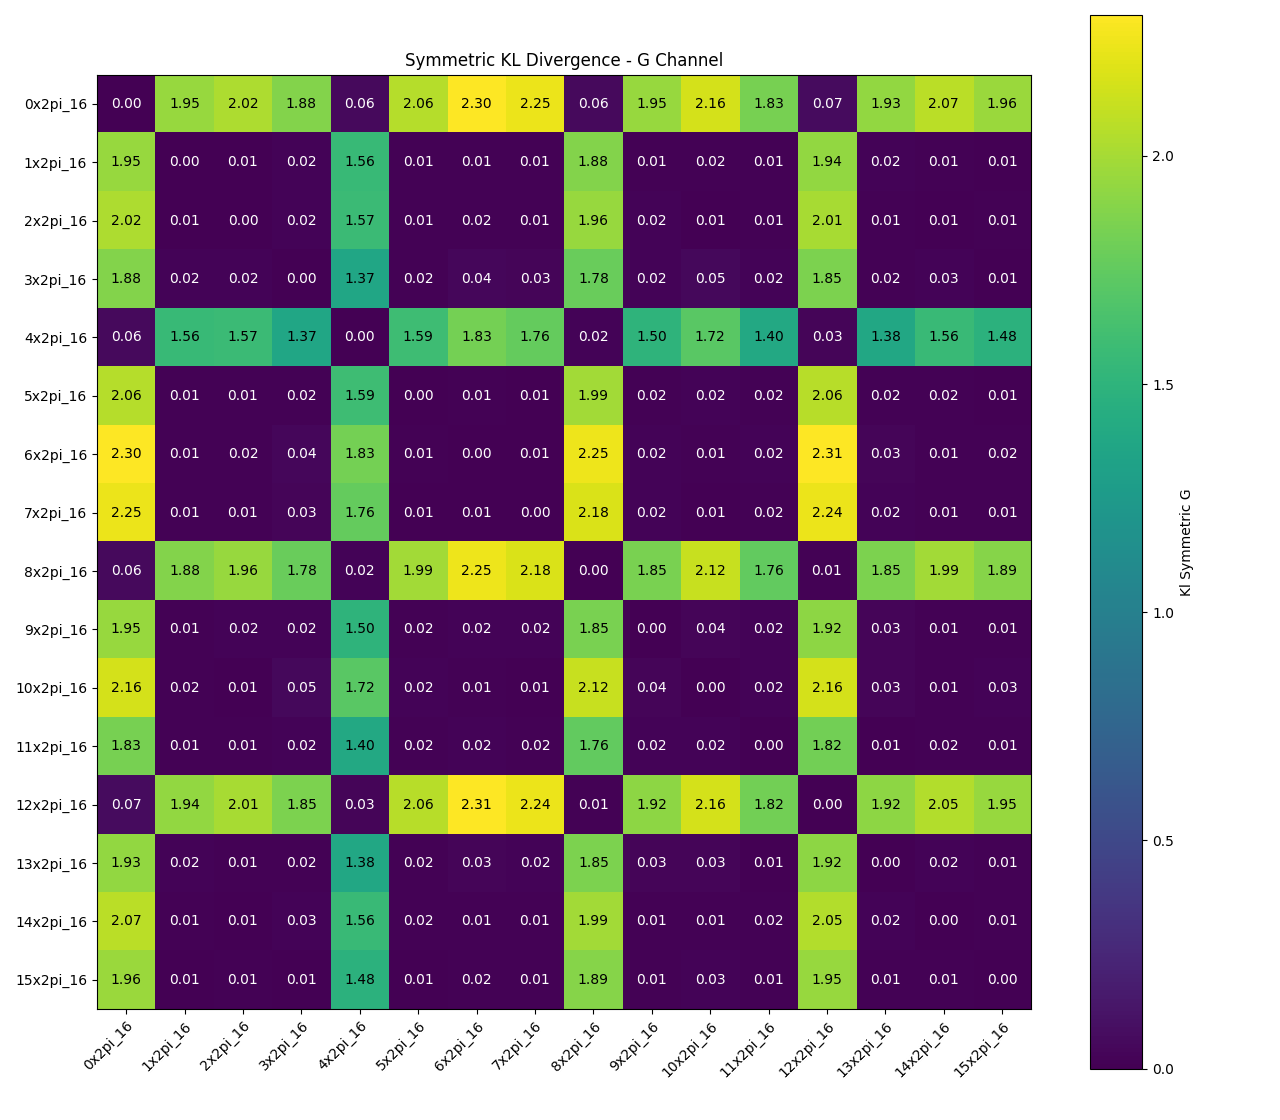 Symmetric KL Divergence - G Channel
0x2pi_16 0.00 1.95 2.02 1.88 0.06 2.06 2.30 2.25 0.06 1.95 2.16 1.83 0.07 1.93 2.07 1.96
1x2pi_16 1.95 0.00 0.01 0.02 1.56 0.01 0.01 0.01 1.88 0.01 0.02 0.01 1.94 0.02 0.01 0.01
2x2pi_16 2.02 0.01 0.00 0.02 1.57 0.01 0.02 0.01 1.96 0.02 0.01 0.01 2.01 0.01 0.01 0.01
3x2pi_16 1.88 0.02 0.02 0.00 1.37 0.02 0.04 0.03 1.78 0.02 0.05 0.02 1.85 0.02 0.03 0.01
4x2pi_16 0.06 1.56 1.57 1.37 0.00 1.59 1.83 1.76 0.02 1.50 1.72 1.40 0.03 1.38 1.56 1.48
5x2pi_16 2.06 0.01 0.01 0.02 1.59 0.00 0.01 0.01 1.99 0.02 0.02 0.02 2.06 0.02 0.02 0.01
6x2pi_16 2.30 0.01 0.02 0.04 1.83 0.01 0.00 0.01 2.25 0.02 0.01 0.02 2.31 0.03 0.01 0.02
7x2pi_16 2.25 0.01 0.01 0.03 1.76 0.01 0.01 0.00 2.18 0.02 0.01 0.02 2.24 0.02 0.01 0.01
8x2pi_16 0.06 1.88 1.96 1.78 0.02 1.99 2.25 2.18 0.00 1.85 2.12 1.76 0.01 1.85 1.99 1.89
9x2pi_16 1.95 0.01 0.02 0.02 1.50 0.02 0.02 0.02 1.85 0.00 0.04 0.02 1.92 0.03 0.01 0.01
10x2pi_16 2.16 0.02 0.01 0.05 1.72 0.02 0.01 0.01 2.12 0.04 0.00 0.02 2.16 0.03 0.01 0.03
11x2pi_16 1.83 0.01 0.01 0.02 1.40 0.02 0.02 0.02 1.76 0.02 0.02 0.00 1.82 0.01 0.02 0.01
12x2pi_16 0.07 1.94 2.01 1.85 0.03 2.06 2.31 2.24 0.01 1.92 2.16 1.82 0.00 1.92 2.05 1.95
13x2pi_16 1.93 0.02 0.01 0.02 1.38 0.02 0.03 0.02 1.85 0.03 0.03 0.01 1.92 0.00 0.02 0.01
14x2pi_16 2.07 0.01 0.01 0.03 1.56 0.02 0.01 0.01 1.99 0.01 0.01 0.02 2.05 0.02 0.00 0.01
15x2pi_16 1.96 0.01 0.01 0.01 1.48 0.01 0.02 0.01 1.89 0.01 0.03 0.01 1.95 0.01 0.01 0.00
0x2pi_16 1x2pi_16 2x2pi_16 3x2pi_16 4x2pi_16 5x2pi_16 6x2pi_16 7x2pi_16 8x2pi_16 9x2pi_16 10x2pi_16 11x2pi_16 12x2pi_16 13x2pi_16 14x2pi_16 15x2pi_16
2.0
1.5
1.0
0.5
0.0
Kl Symmetric G